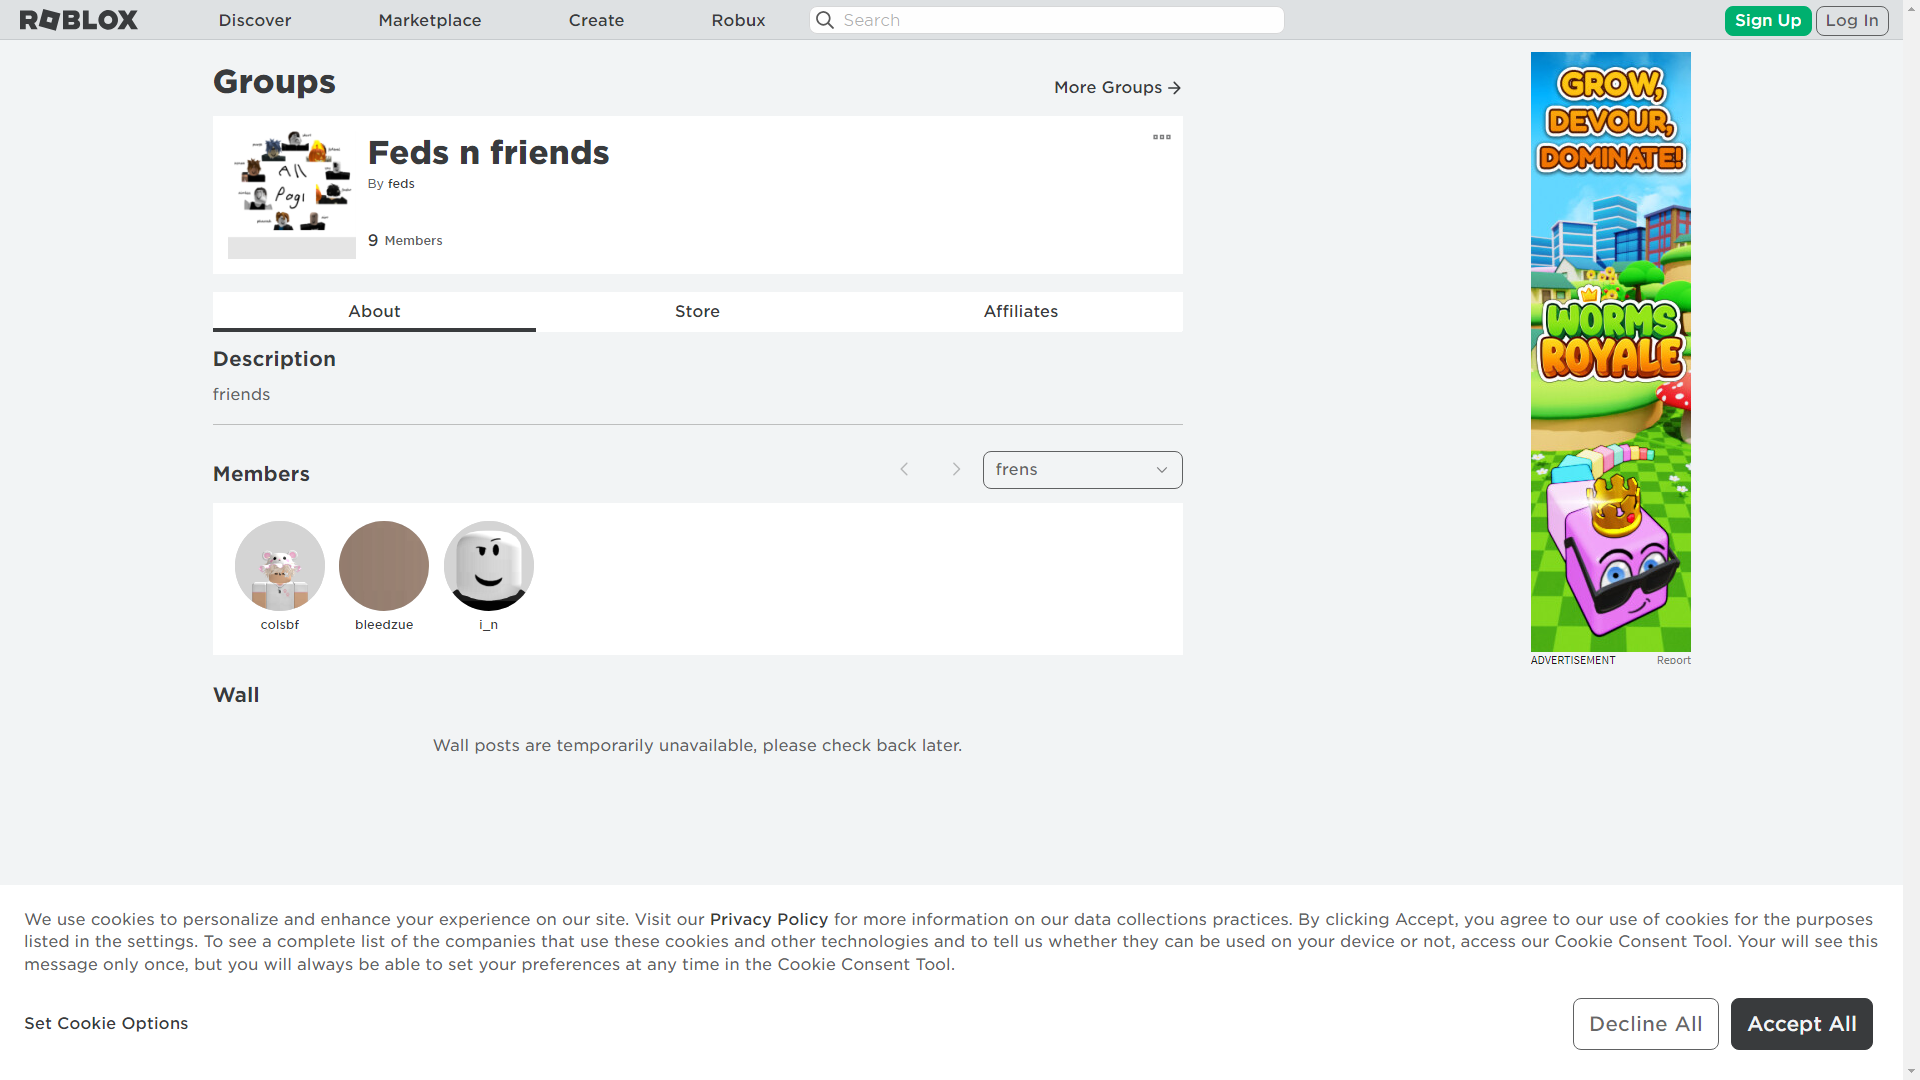 ROBLOX
Discover
Marketplace
Create
Robux
Search
Sign Up
Log In
Groups
More Groups
All
Pogi
Feds n friends
By feds
9 Members
About
Store
Affiliates
Description
friends
Members
frens
colsbf
bleedzue
i_n
Wall
Wall posts are temporarily unavailable, please check back later.
GROW,
DEVOUR,
DOMINATE!
WORMS
ROYALE
ADVERTISEMENT
Report
We use cookies to personalize and enhance your experience on our site. Visit our Privacy Policy for more information on our data collections practices. By clicking Accept, you agree to our use of cookies for the purposes
listed in the settings. To see a complete list of the companies that use these cookies and other technologies and to tell us whether they can be used on your device or not, access our Cookie Consent Tool. Your will see this
message only once, but you will always be able to set your preferences at any time in the Cookie Consent Tool.
Set Cookie Options
Decline All
Accept All